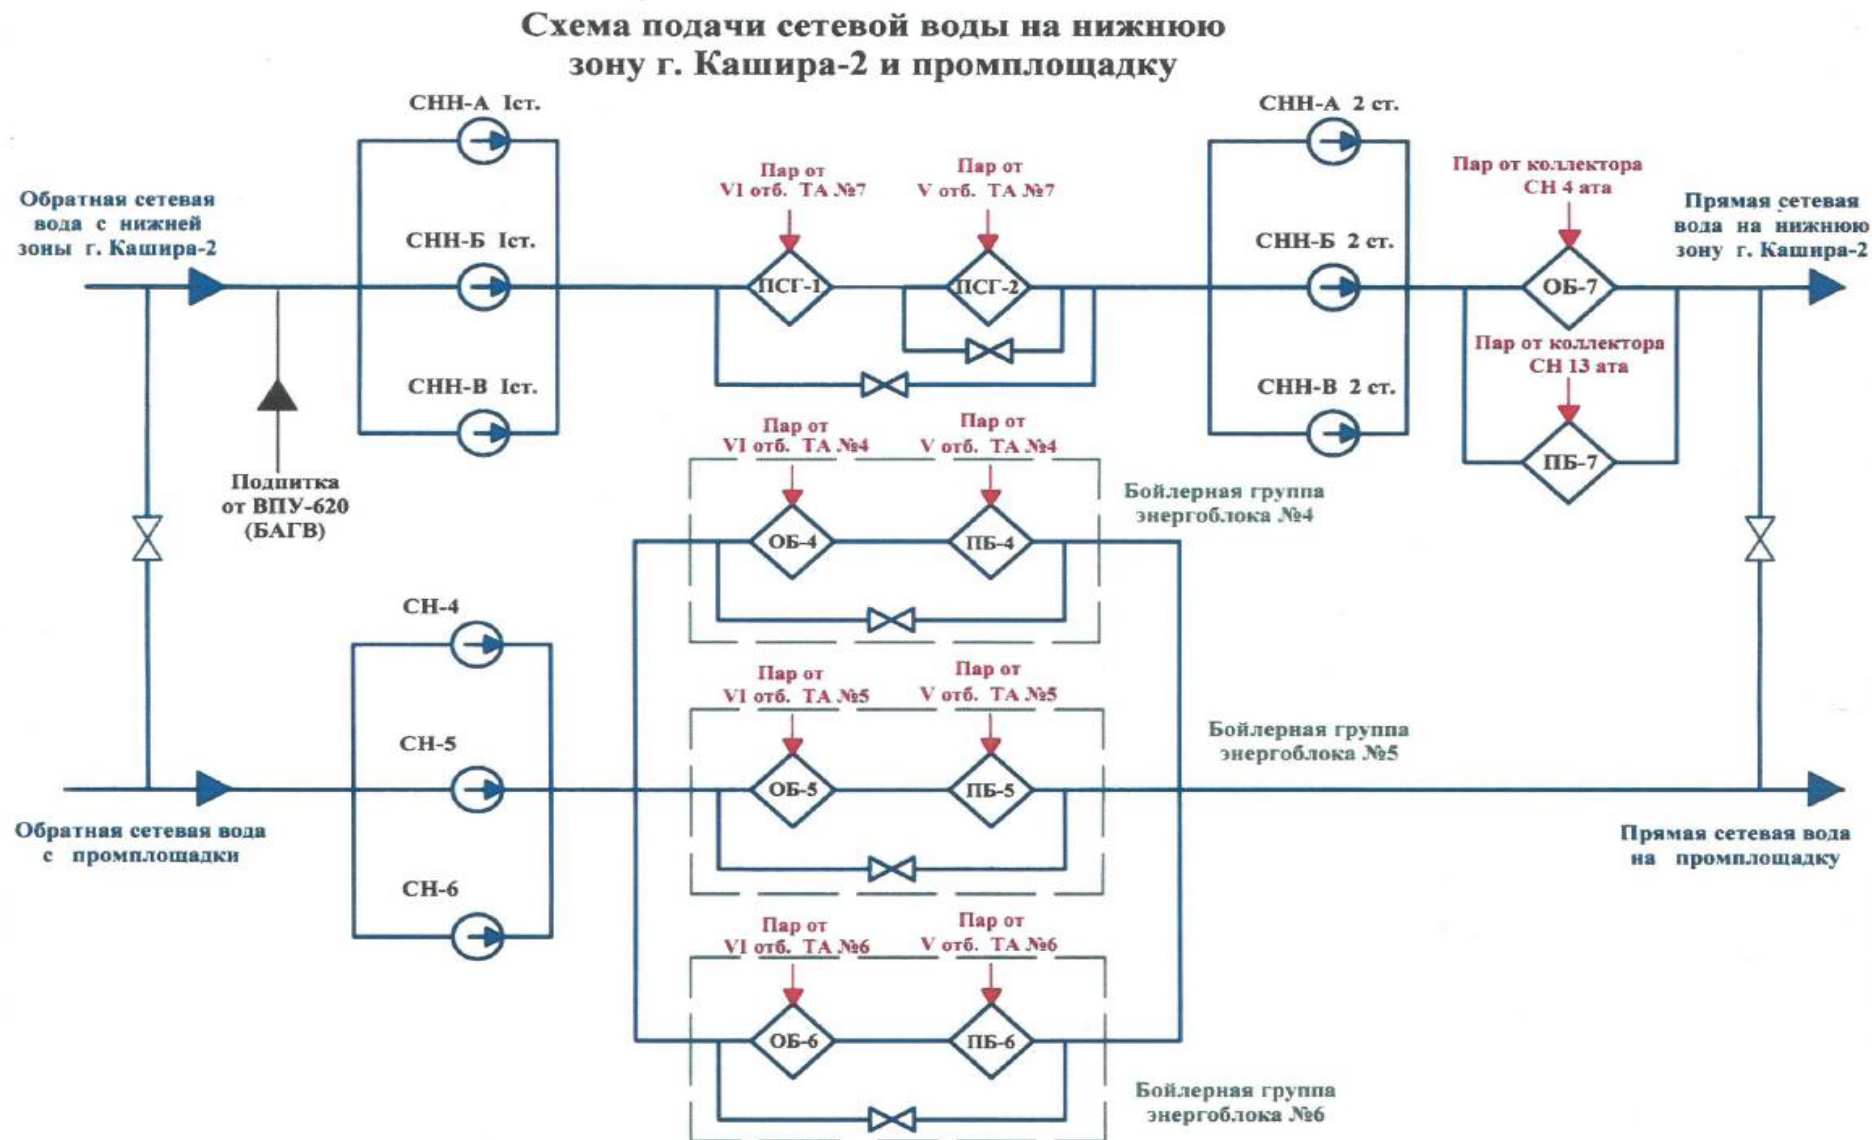 Схема подачи сетевой воды на нижнюю
зону г. Кашира-2 и промплощадку
СНН-А Iст.
СНН-А 2 ст.
Пар от
VI отб. ТА №7
Пар от
V отб. ТА №7
Пар от коллектора
СН 4 ата
Обратная сетевая
вода с нижней
зоны г. Кашира-2
Прямая сетевая
вода на нижнюю
зону г. Кашира-2
СНН-Б Iст.
СНН-Б 2 ст.
ПСГ-1
ПСГ-2
ОБ-7
Пар от коллектора
СН 13 ата
СНН-В Iст.
СНН-В 2 ст.
ПБ-7
Подпитка
от ВПУ-620
(БАГВ)
Пар от
VI отб. ТА №4
Пар от
V отб. ТА №4
Бойлерная группа
энергоблока №4
ОБ-4
ПБ-4
СН-4
Пар от
VI отб. ТА №5
Пар от
V отб. ТА №5
Бойлерная группа
энергоблока №5
СН-5
ОБ-5
ПБ-5
Обратная сетевая вода
с промплощадки
Прямая сетевая вода
на промплощадку
СН-6
Пар от
VI отб. ТА №6
Пар от
V отб. ТА №6
ОБ-6
ПБ-6
Бойлерная группа
энергоблока №6